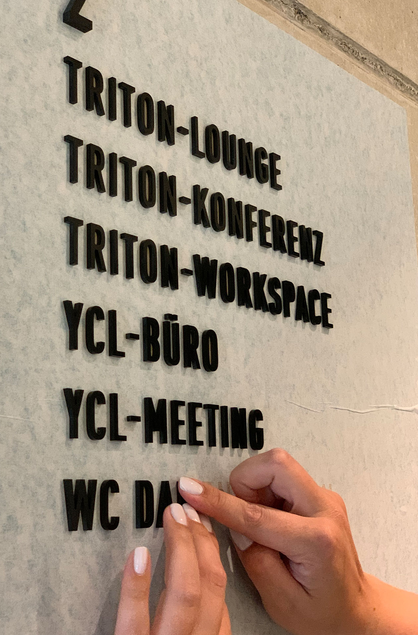 Z
TRITON-LOUNGE
TRITON-KONFERENZ
TRITON-WORKSPACE
YCL-BÜRO
YCL-MEETING
WC DA